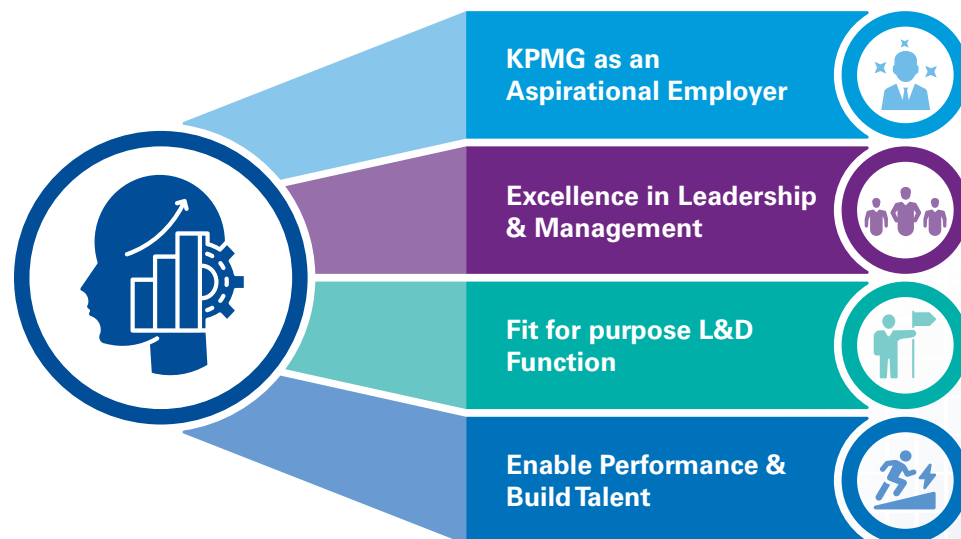 KPMG as an
Aspirational Employer
Excellence in Leadership
& Management
Fit for purpose L&D
Function
Enable Performance &
Build Talent